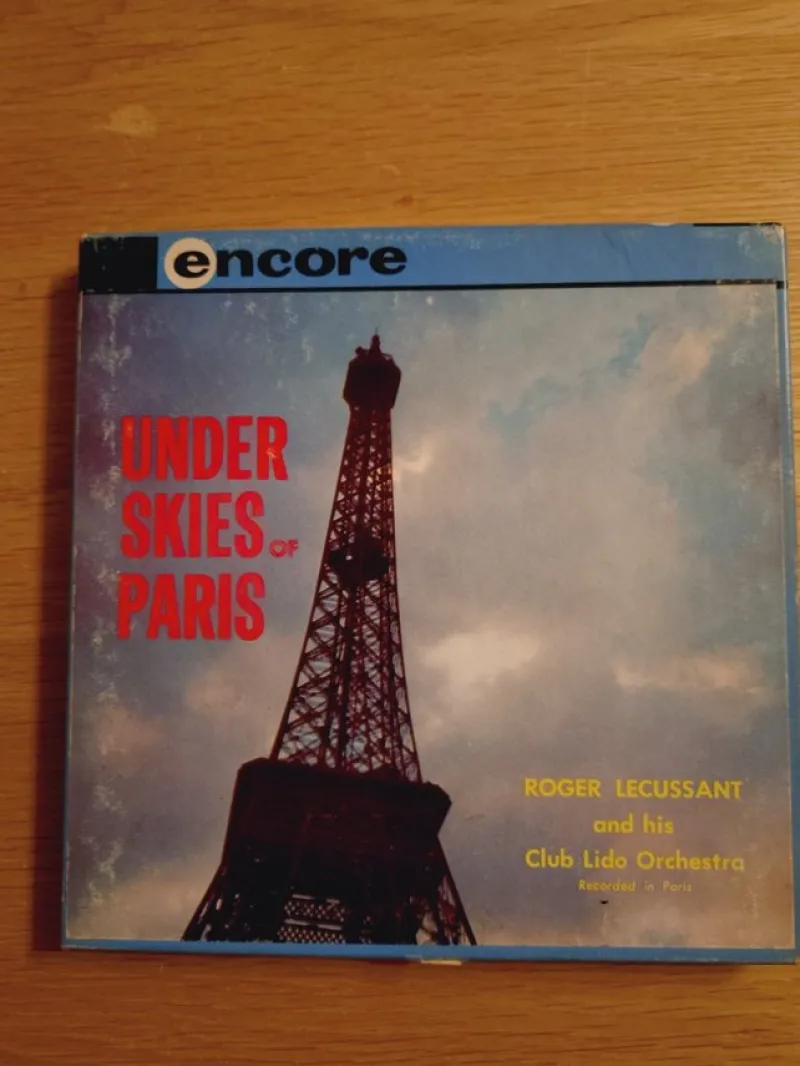 encore
UNDER
SKIES OF
PARIS
ROGER LECUSSANT
and his
Club Lido Orchestra
Recorded in Paris